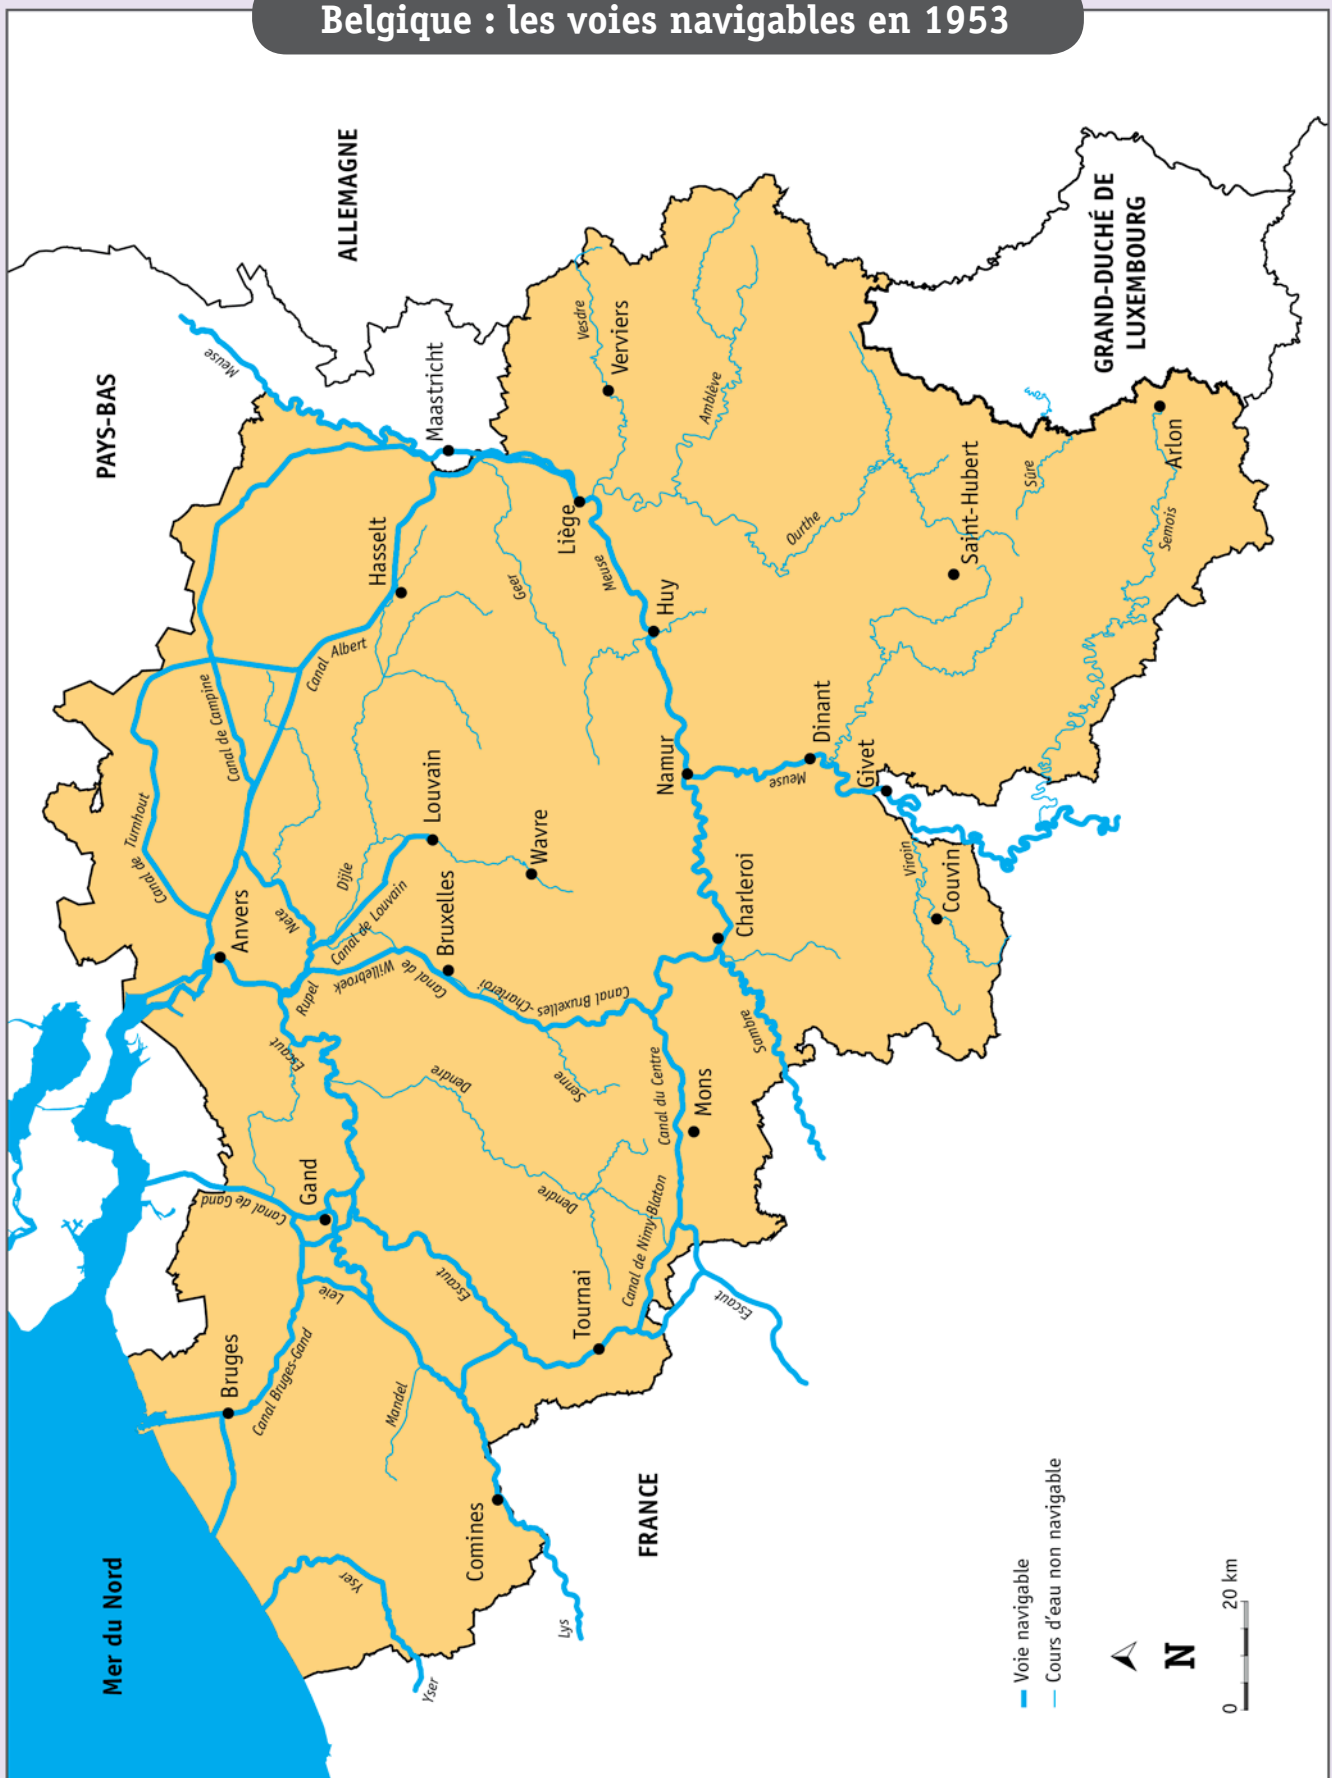 Belgique : les voies navigables en 1953
Mer du Nord
PAYS-BAS
ALLEMAGNE
GRAND-DUCHÉ DE
LUXEMBOURG
FRANCE
Meuse
Maastricht
Vesdre
Verviers
Amblève
Hasselt
Liège
Geer
Meuse
Huy
Ourthe
Saint-Hubert
Sûre
Arlon
Semois
Canal Albert
Canal de Campine
Canal de Turnhout
Namur
Meuse
Dinant
Givet
Louvain
Wavre
Dijle
Canal de Louvain
Nete
Anvers
Bruxelles
Charleroi
Viroin
Couvin
Rupel
Canal de Willebroek
Canal Bruxelles-Charleroi
Sambre
Escaut
Dendre
Senne
Canal du Centre
Mons
Dendre
Canal de Nimy-Blaton
Gand
Canal de Gand
Leie
Escaut
Tournai
Escaut
Bruges
Canal Bruges-Gand
Mandel
Comines
Lys
Yser
Yser
Voie navigable
Cours d'eau non navigable
N
0 20 km